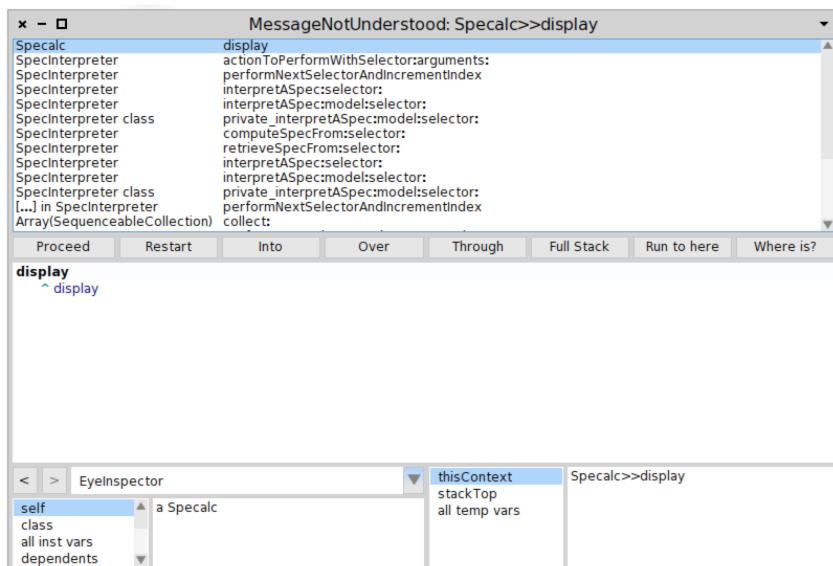 MessageNotUnderstood: Specalc>>display
Specalc display
SpecInterpreter actionToPerformWithSelector:arguments:
SpecInterpreter performNextSelectorAndIncrementIndex
SpecInterpreter interpretASpec:selector:
SpecInterpreter interpretASpec:model:selector:
SpecInterpreter class private_interpretASpec:model:selector:
SpecInterpreter computeSpecFrom:selector:
SpecInterpreter retrieveSpecFrom:selector:
SpecInterpreter interpretASpec:selector:
SpecInterpreter interpretASpec:model:selector:
SpecInterpreter class private_interpretASpec:model:selector:
[...] in SpecInterpreter performNextSelectorAndIncrementIndex
Array(SequenceableCollection) collect:
Proceed Restart Into Over Through Full Stack Run to here Where is?
display
^ display
< > EyeInspector
self
class
all inst vars
dependents
a Specalc
thisContext
stackTop
all temp vars
Specalc>>display